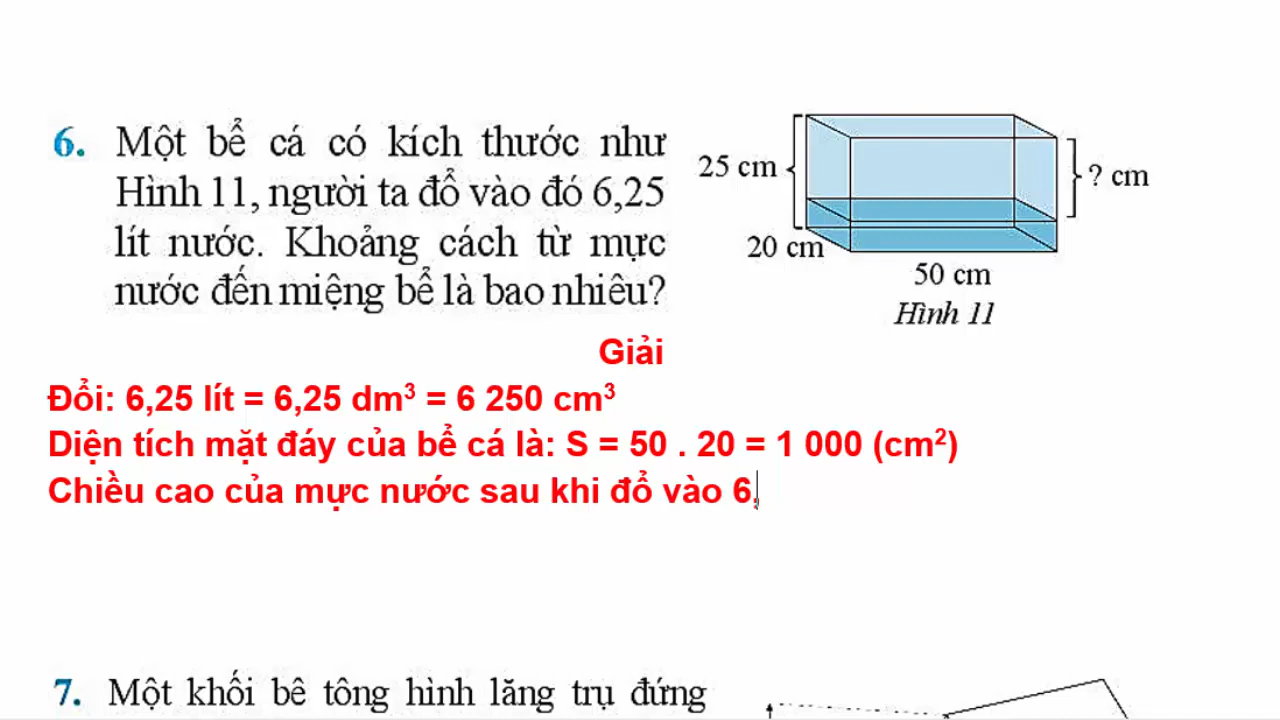 6. Một bể cá có kích thước như
Hình 11, người ta đổ vào đó 6,25
lít nước. Khoảng cách từ mực
nước đến miệng bể là bao nhiêu?
25 cm
? cm
20 cm
50 cm
Hình 11
Giải
Đổi: 6,25 lít = 6,25 dm³ = 6 250 cm³
Diện tích mặt đáy của bể cá là: S = 50 . 20 = 1 000 (cm²)
Chiều cao của mực nước sau khi đổ vào 6,
7. Một khối bê tông hình lăng trụ đứng